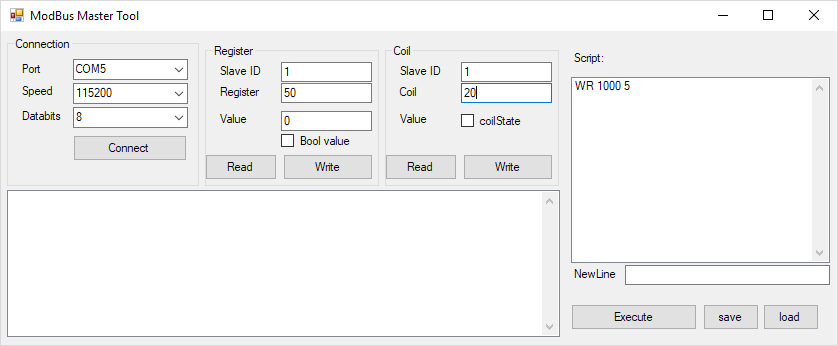 ModBus Master Tool
Connection
Port COM5
Speed 115200
Databits 8
Connect
Register
Slave ID 1
Register 50
Value 0
Bool value
Read Write
Coil
Slave ID 1
Coil 20
Value coilState
Read Write
Script:
WR 1000 5
NewLine
Execute save load